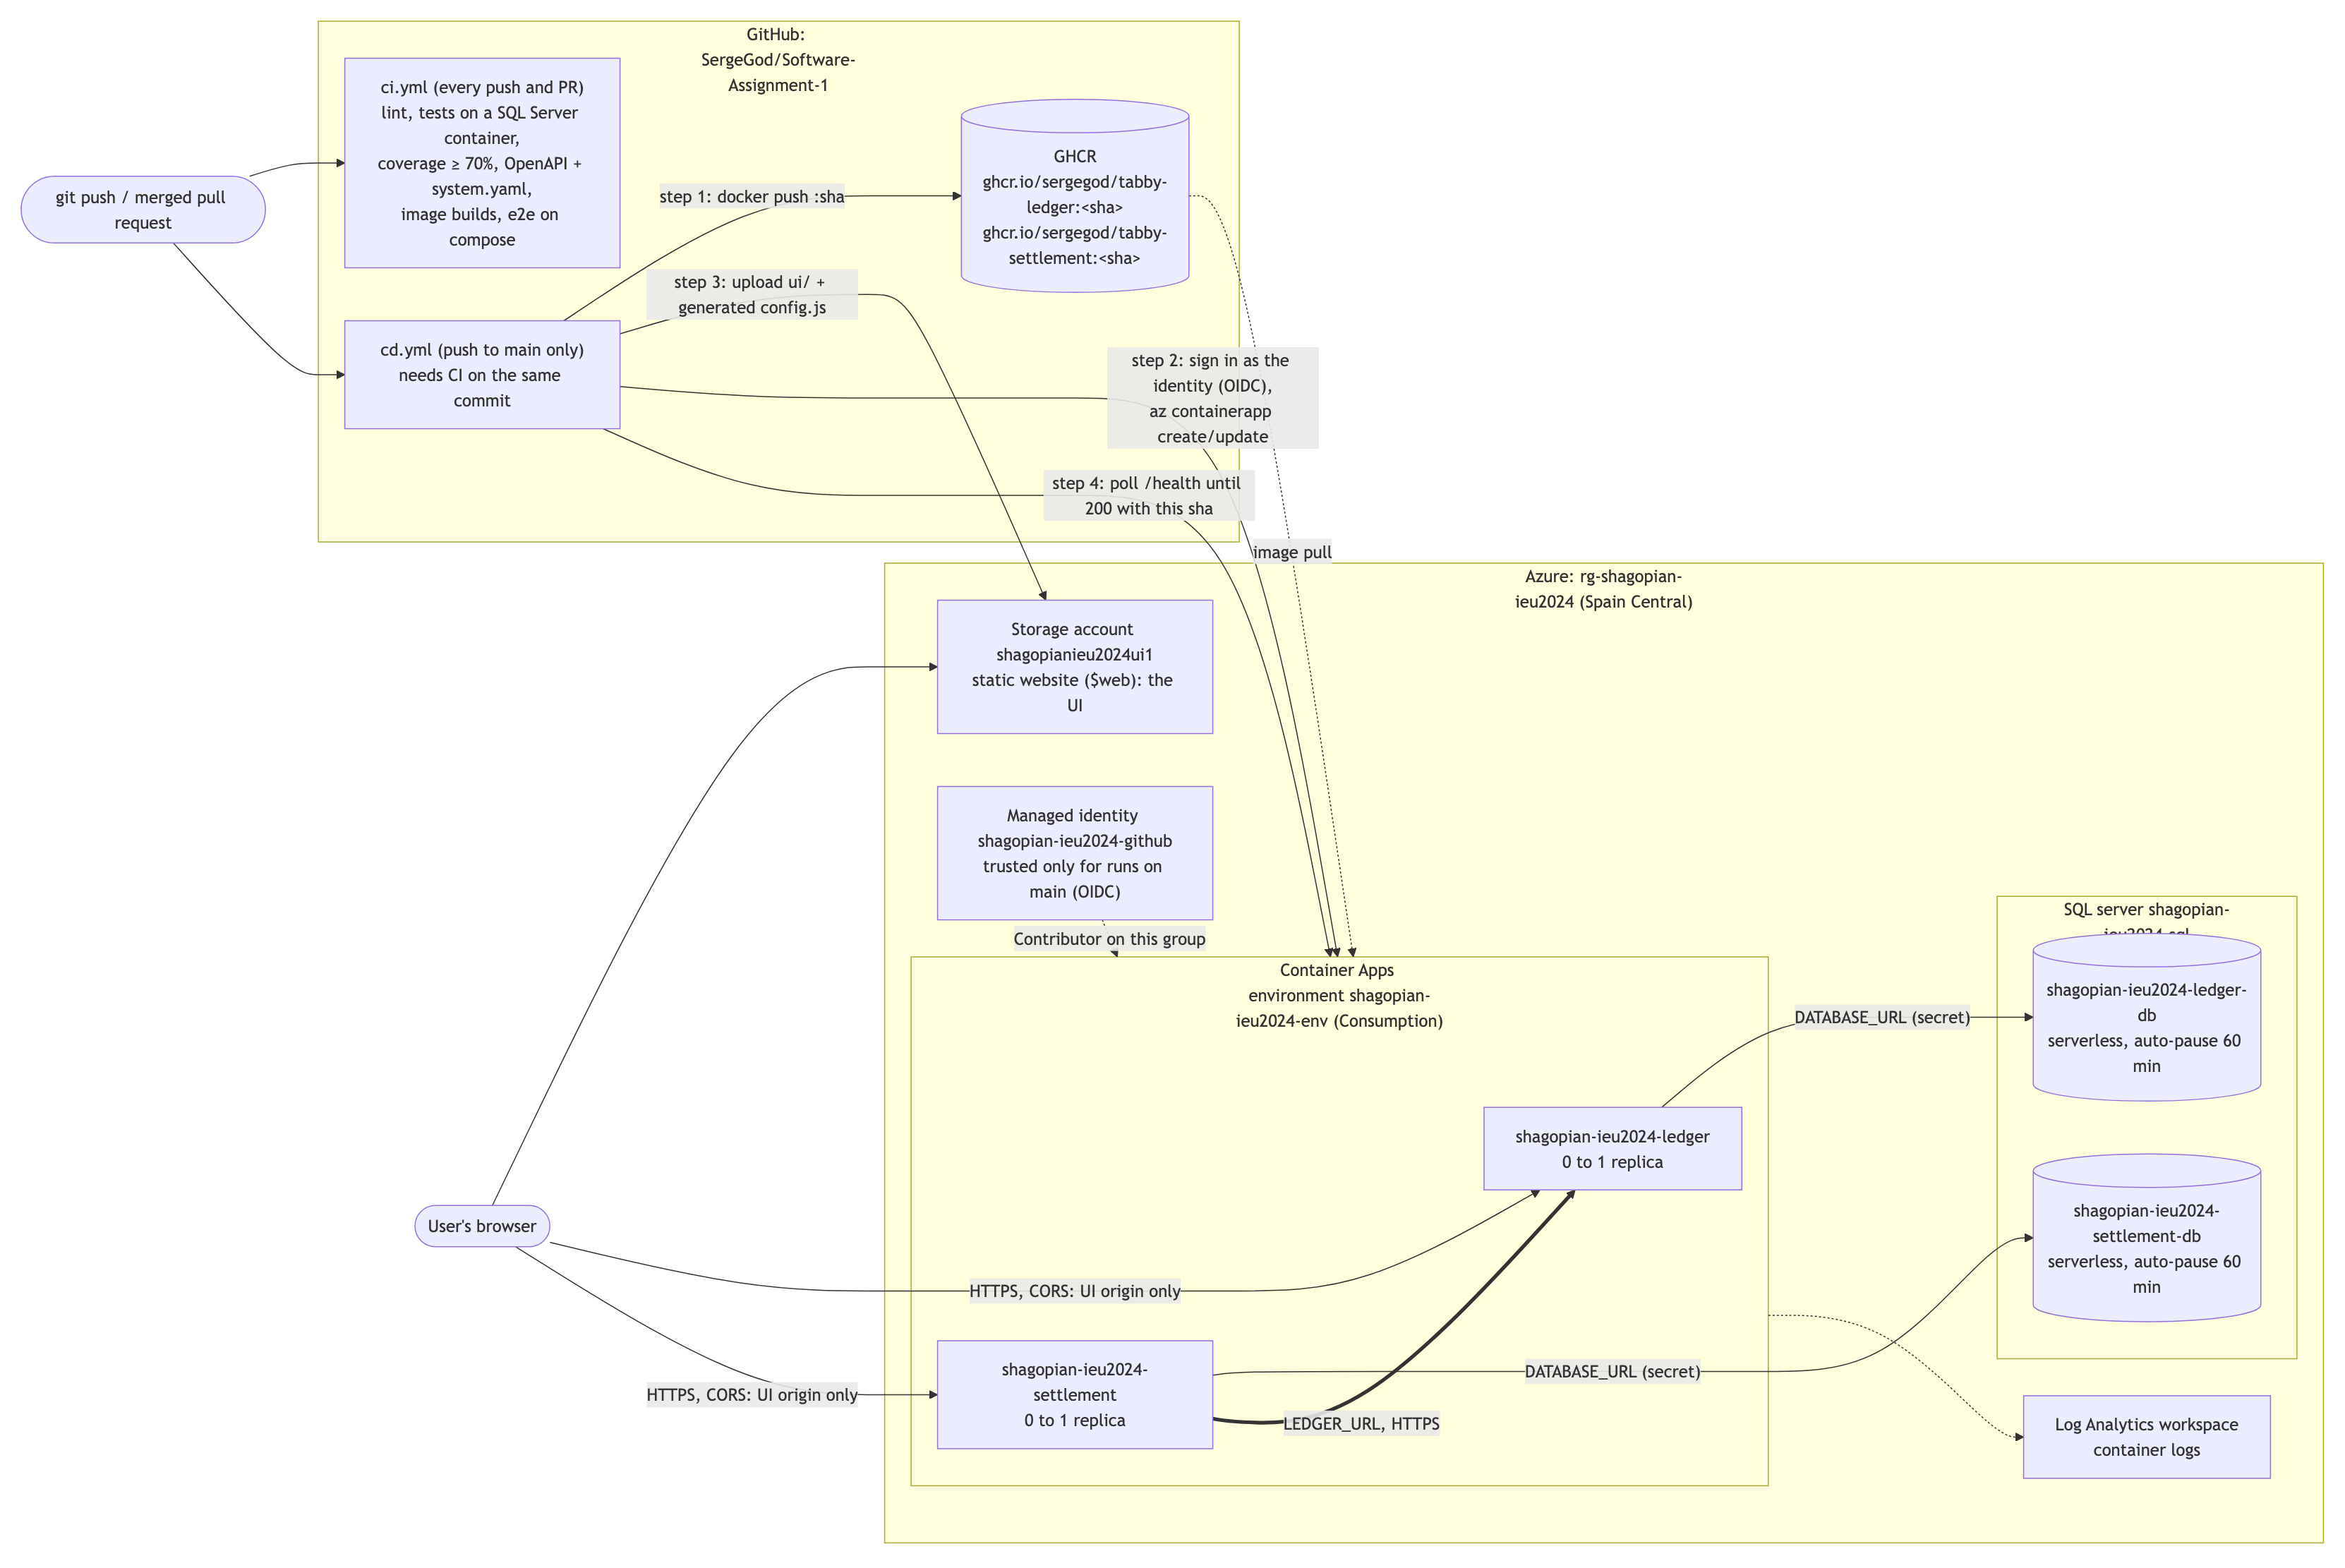 GitHub:
SergeGod/Software-
Assignment-1
ci.yml (every push and PR)
lint, tests on a SQL Server
container,
coverage ≥ 70%, OpenAPI +
system.yaml,
image builds, e2e on
compose
GHCR
ghcr.io/sergegod/tabby-
ledger:<sha>
ghcr.io/sergegod/tabby-
settlement:<sha>
git push / merged pull
request
step 1: docker push :sha
step 3: upload ui/ +
generated config.js
cd.yml (push to main only)
needs CI on the same
commit
step 2: sign in as the
identity (OIDC),
az containerapp
create/update
step 4: poll /health until
200 with this sha
image pull
Azure: rg-shagopian-
ieu2024 (Spain Central)
Storage account
shagopianieu2024ui1
static website ($web): the
UI
Managed identity
shagopian-ieu2024-github
trusted only for runs on
main (OIDC)
Contributor on this group
SQL server shagopian-
ieu2024-sql
shagopian-ieu2024-ledger-
db
serverless, auto-pause 60
min
Container Apps
environment shagopian-
ieu2024-env (Consumption)
DATABASE_URL (secret)
shagopian-ieu2024-ledger
0 to 1 replica
shagopian-ieu2024-
settlement-db
serverless, auto-pause 60
min
User's browser
HTTPS, CORS: UI origin only
HTTPS, CORS: UI origin only
shagopian-ieu2024-
settlement
0 to 1 replica
DATABASE_URL (secret)
LEDGER_URL, HTTPS
Log Analytics workspace
container logs